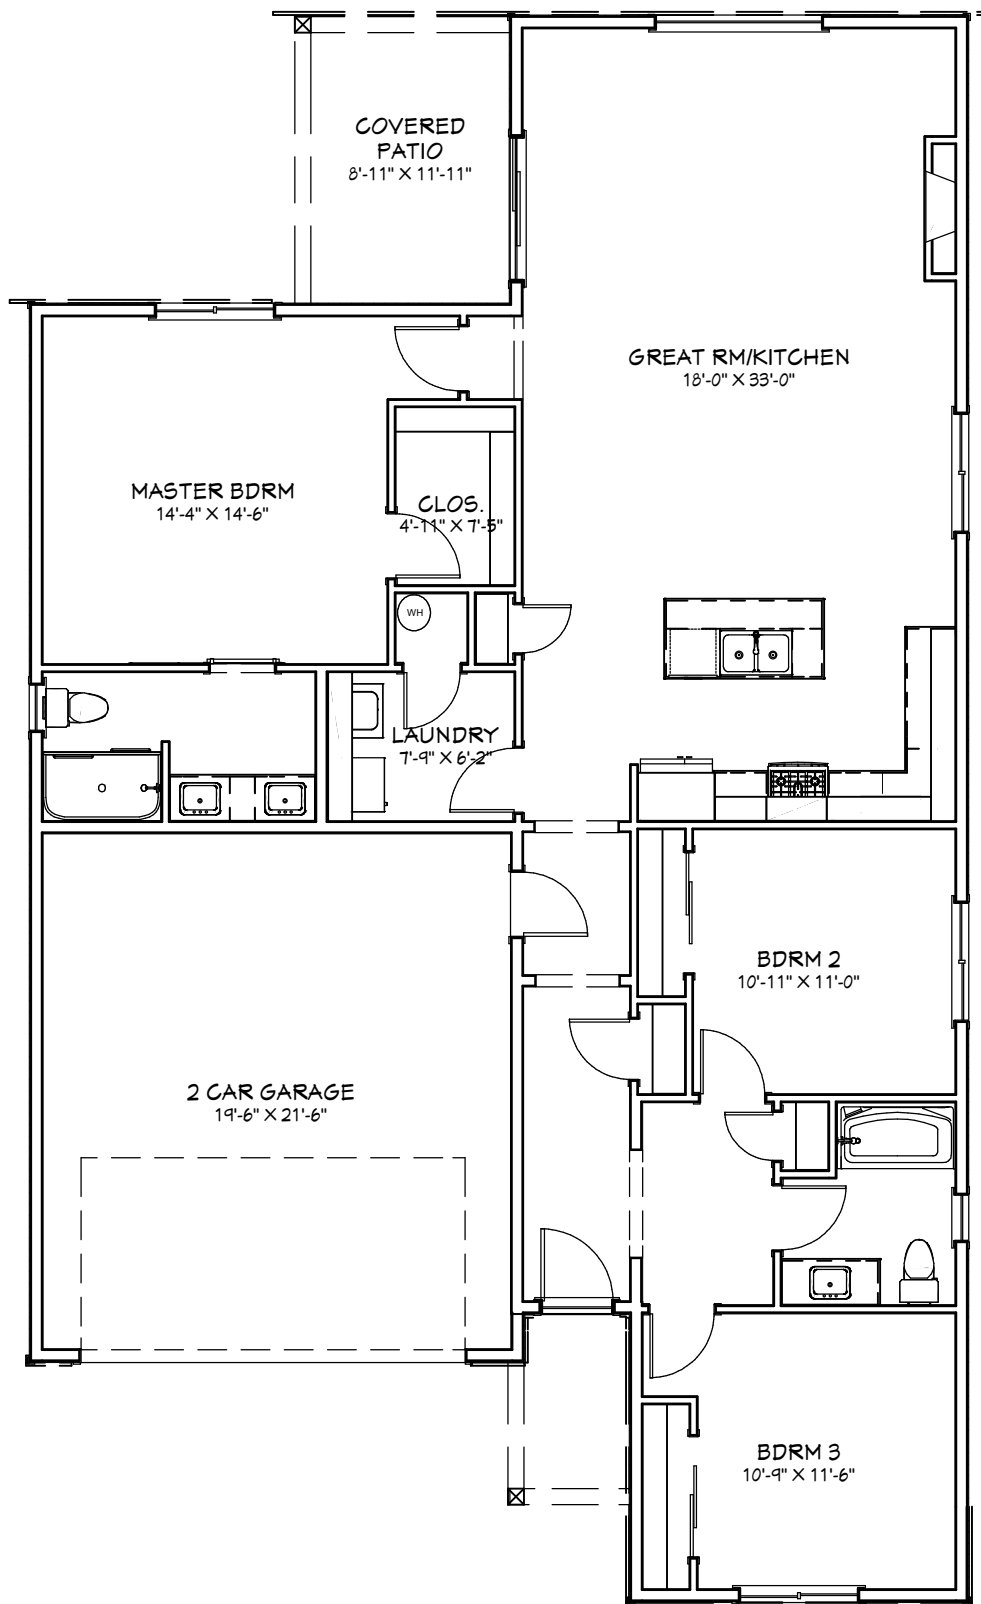 COVERED
PATIO
8'-11" X 11'-11"
GREAT RM/KITCHEN
18'-0" X 33'-0"
MASTER BDRM
14'-4" X 14'-6"
CLOS.
4'-11" X 7'-5"
WH
LAUNDRY
7'-9" X 6'-2"
BDRM 2
10'-11" X 11'-0"
2 CAR GARAGE
19'-6" X 21'-6"
BDRM 3
10'-9" X 11'-6"